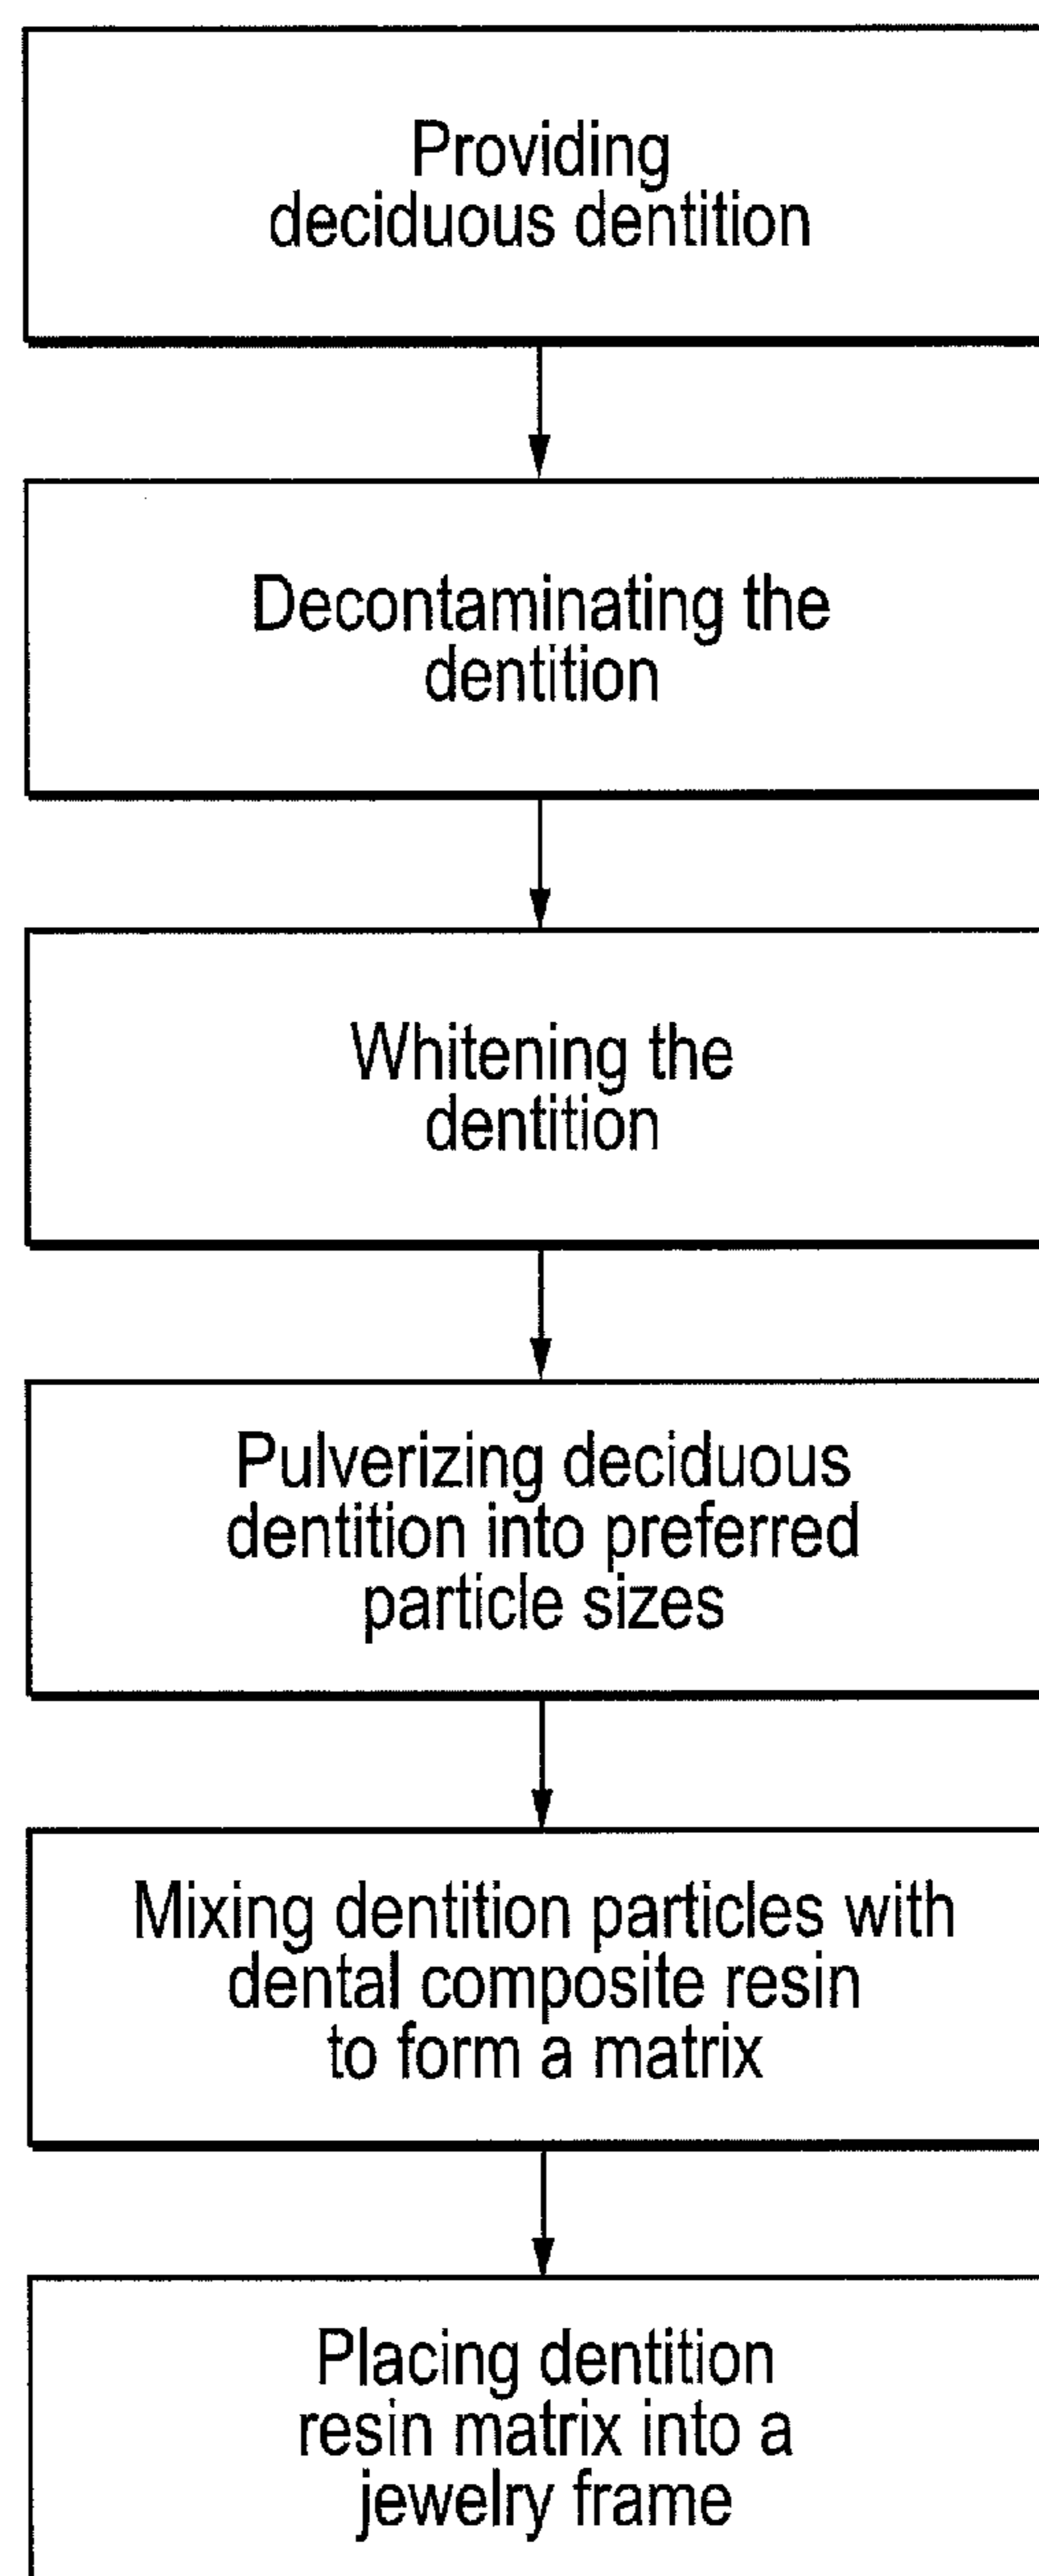 Providing
deciduous dentition
Decontaminating the
dentition
Whitening the
dentition
Pulverizing deciduous
dentition into preferred
particle sizes
Mixing dentition particles with
dental composite resin
to form a matrix
Placing dentition
resin matrix into a
jewelry frame